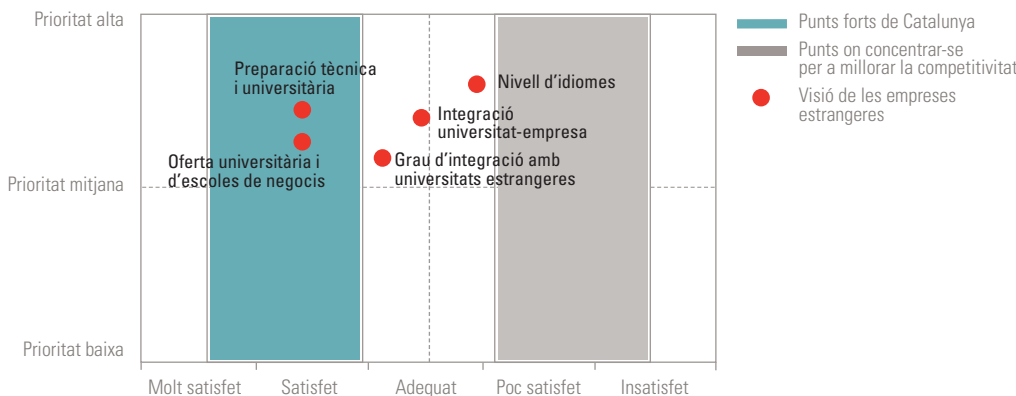 Prioritat alta
Prioritat mitjana
Prioritat baixa
Preparació tècnica
i universitària
Oferta universitària i
d'escoles de negocis
Nivell d'idiomes
Integració
universitat-empresa
Grau d'integració amb
universitats estrangeres
Molt satisfet
Satisfet
Adequat
Poc satisfet
Insatisfet
Punts forts de Catalunya
Punts on concentrar-se
per a millorar la competitivitat
Visió de les empreses
estrangeres